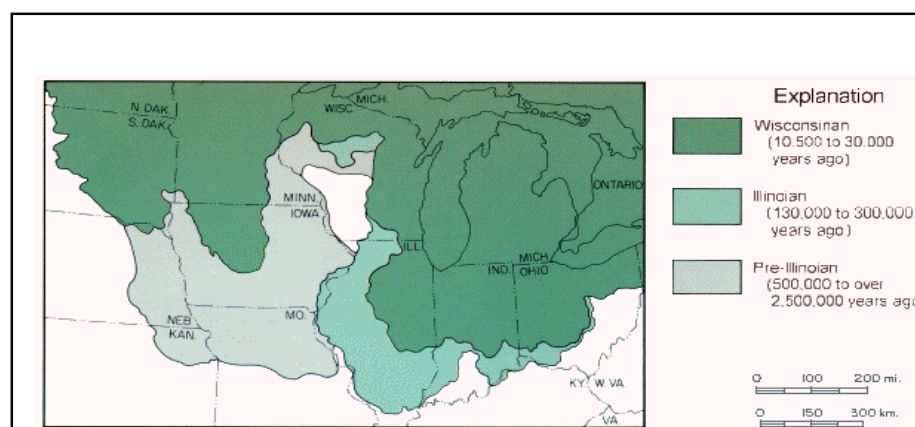 Explanation
Wisconsinan
(10.500 to 30.000
years ago)
Illinoian
(130,000 to 300,000
years ago)
Pre-Illinoian
(500,000 to over
2,500,000 years ago
0 100 200 mi.
0 150 300 km.
N. DAK.
S. DAK.
WISC.
MICH.
MINN.
IOWA
ONTARIO
ILL.
MICH.
IND.
OHIO
NEB.
KAN.
MO.
KY.
W. VA.
VA.